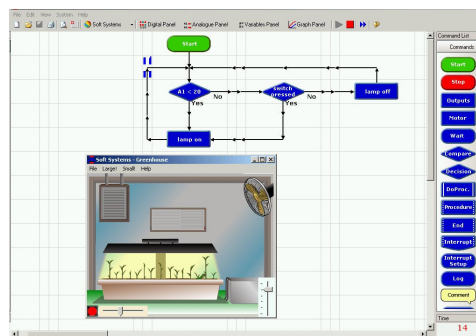 File Edit View System Help
Soft Systems Digital Panel Analogue Panel Variables Panel Graph Panel
Command List
Commands
Start
Stop
Outputs
Motor
Wait
Compare
Decision
DoProc.
Procedure
End
Interrupt
Interrupt
Setup
Log
Comment
Time
14
Start
A1 < 20
No
Yes
switch
pressed
No
Yes
lamp off
lamp on
Soft Systems - Greenhouse
File Larger! Small! Help